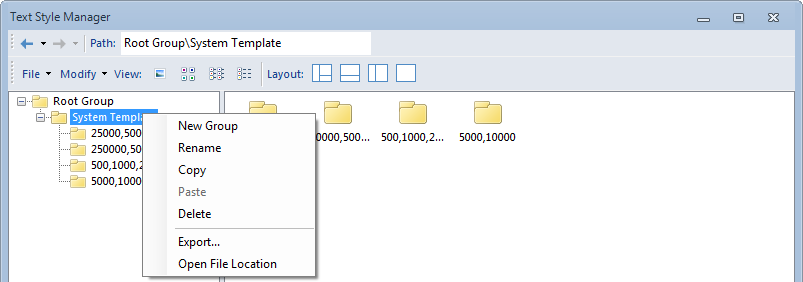 Text Style Manager
Path: Root Group\System Template
File Modify View: Layout:
Root Group
System Templa
25000,500
250000,50
500,1000,2
5000,1000
0000,500...
500,1000,2...
5000,10000
New Group
Rename
Copy
Paste
Delete
Export...
Open File Location